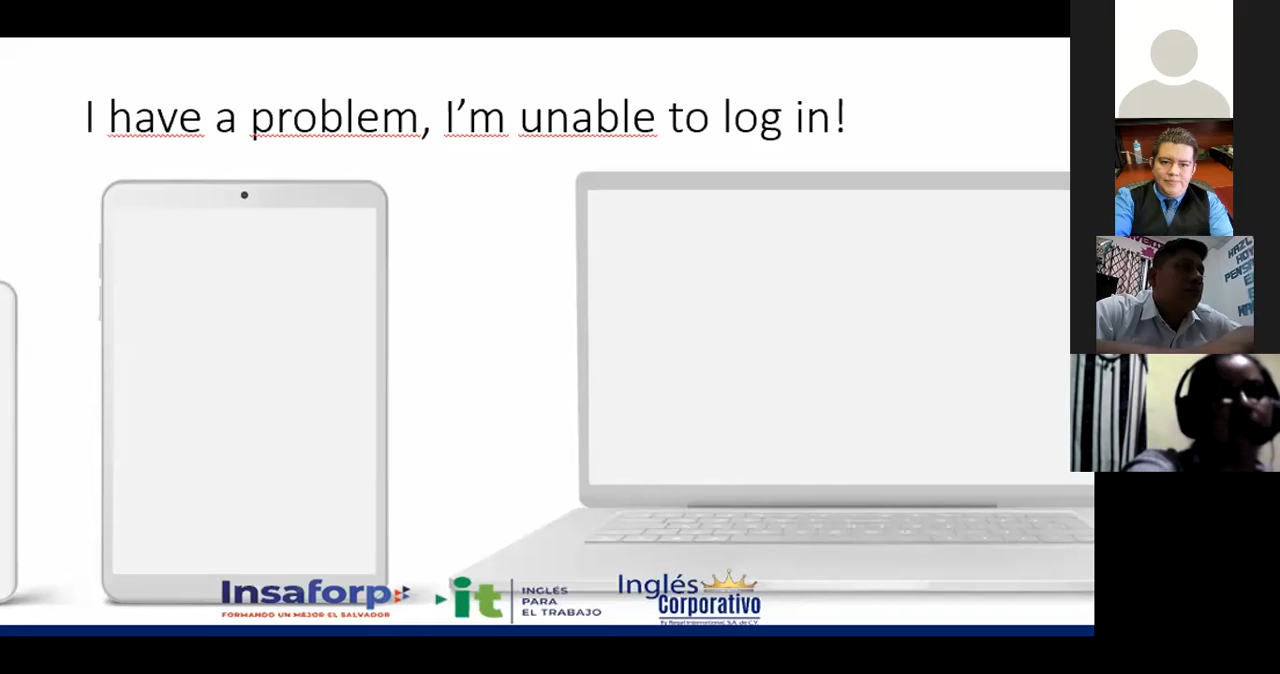 I have a problem, I'm unable to log in!
Insaforp
FORMANDO UN MEJOR EL SALVADOR
it
INGLÉS
PARA
EL TRABAJO
Inglés
Corporativo
HOY